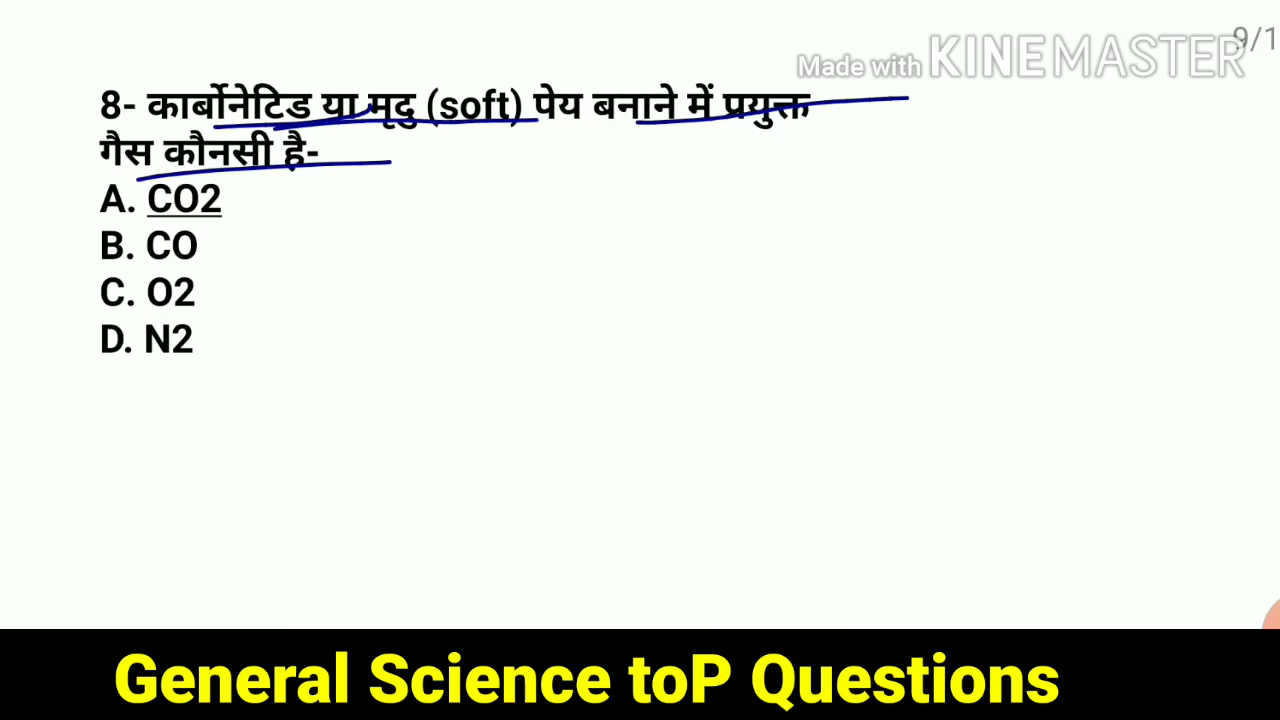 9/1
Made with KINEMASTER
8- कार्बोनेटिड या मृदु (soft) पेय बनाने में प्रयुक्त
गैस कौनसी है-
A. CO2
B. CO
C. O2
D. N2
General Science toP Questions